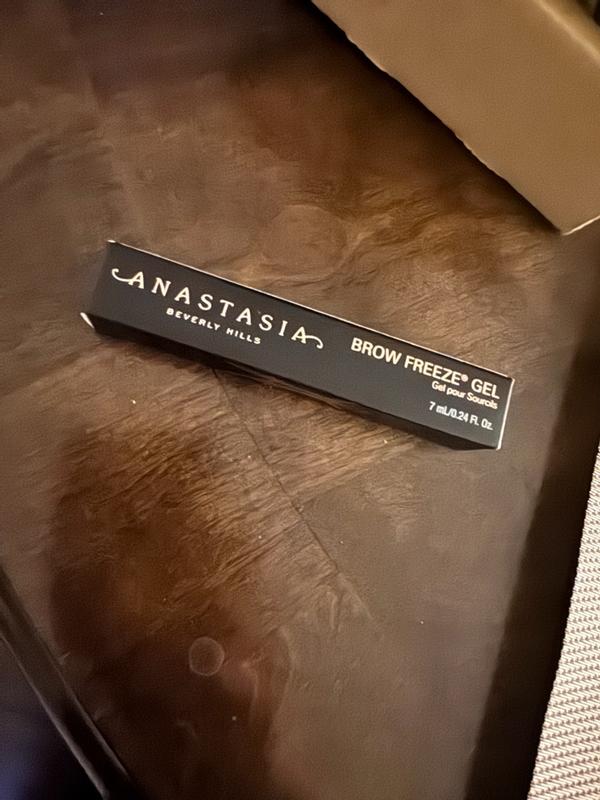 ANASTASIA
BEVERLY HILLS
BROW FREEZE® GEL
Gel pour Sourcils
7 mL/0.24 Fl. Oz.